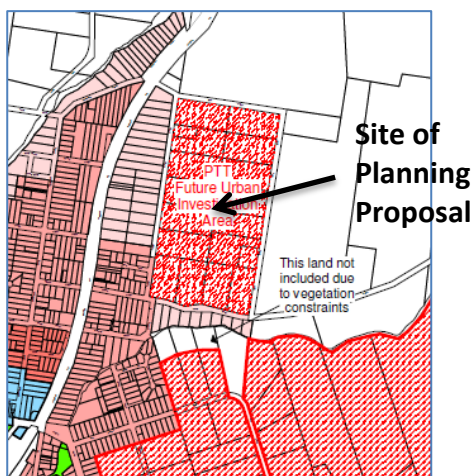 PTT
Future Urban
Investigation
Area
Site of
Planning
Proposal
This land not
included due
to vegetation
constraints